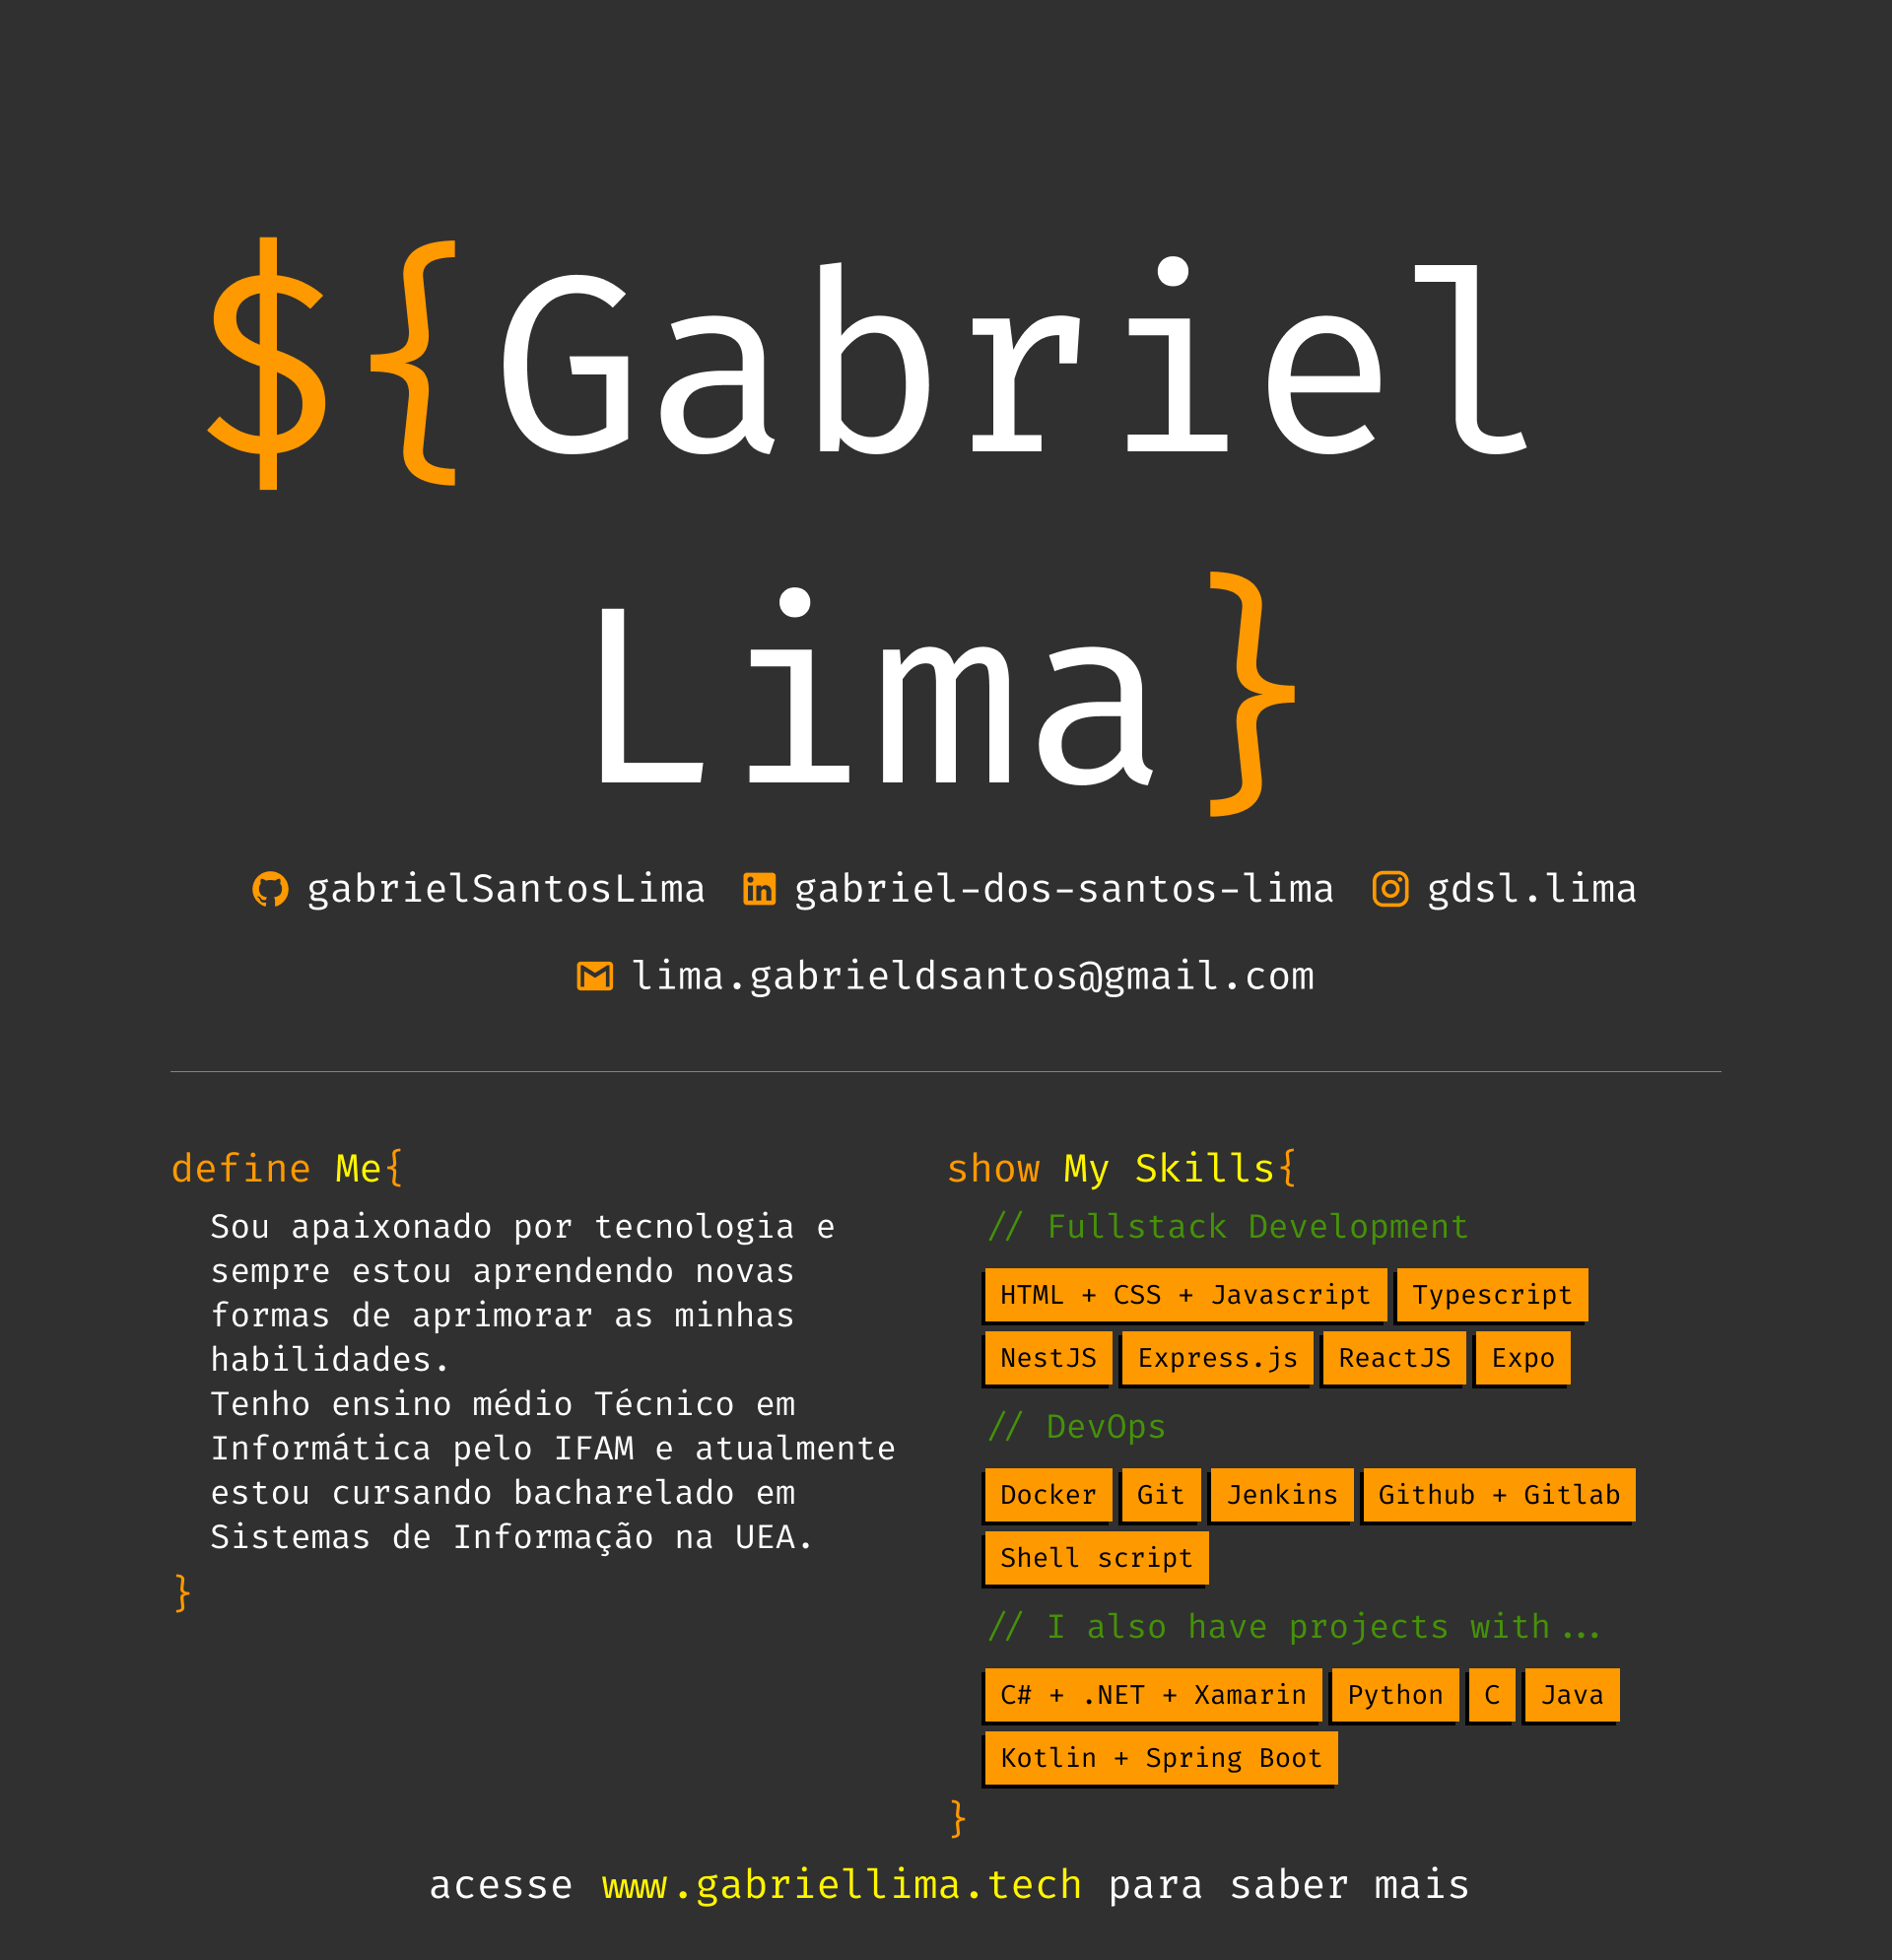 ${Gabriel
Lima}
gabrielSantosLima gabriel-dos-santos-lima gdsl.lima
lima.gabrieldsantos@gmail.com
define Me{
Sou apaixonado por tecnologia e
sempre estou aprendendo novas
formas de aprimorar as minhas
habilidades.
Tenho ensino médio Técnico em
Informática pelo IFAM e atualmente
estou cursando bacharelado em
Sistemas de Informação na UEA.
}
show My Skills{
// Fullstack Development
HTML + CSS + Javascript Typescript
NestJS Express.js ReactJS Expo
// DevOps
Docker Git Jenkins Github + Gitlab
Shell script
// I also have projects with...
C# + .NET + Xamarin Python C Java
Kotlin + Spring Boot
}
acesse www.gabriellima.tech para saber mais